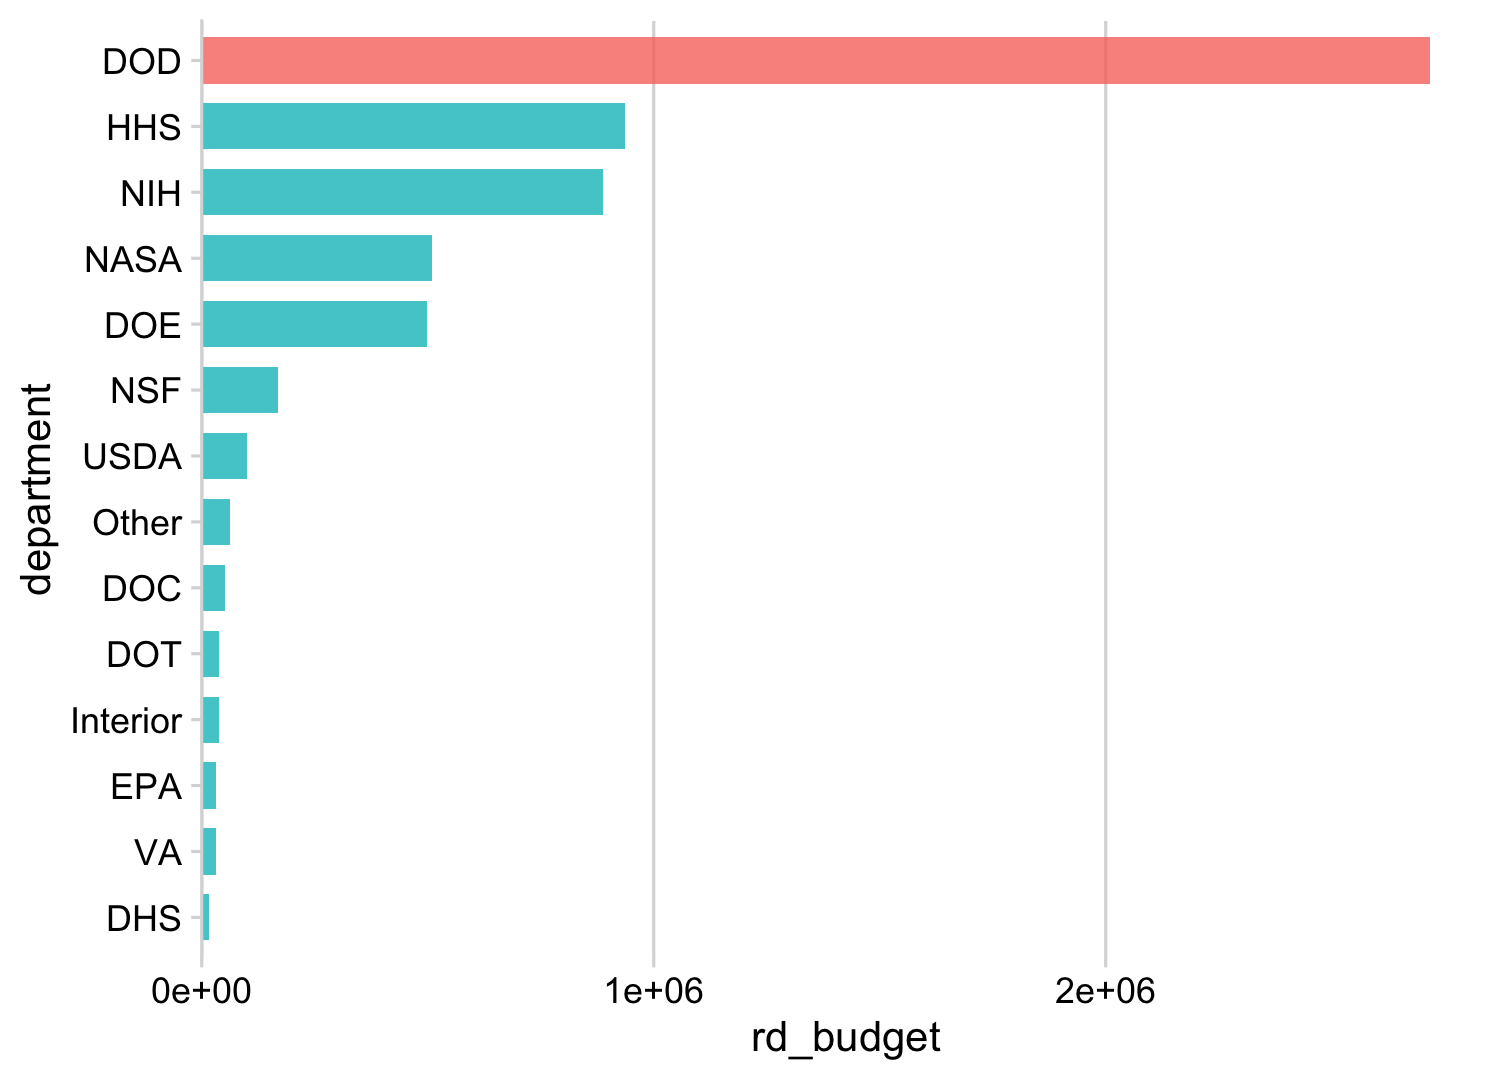 DOD
HHS
NIH
NASA
DOE
NSF
USDA
Other
DOC
DOT
Interior
EPA
VA
DHS
department
0e+00 1e+06 2e+06
rd_budget